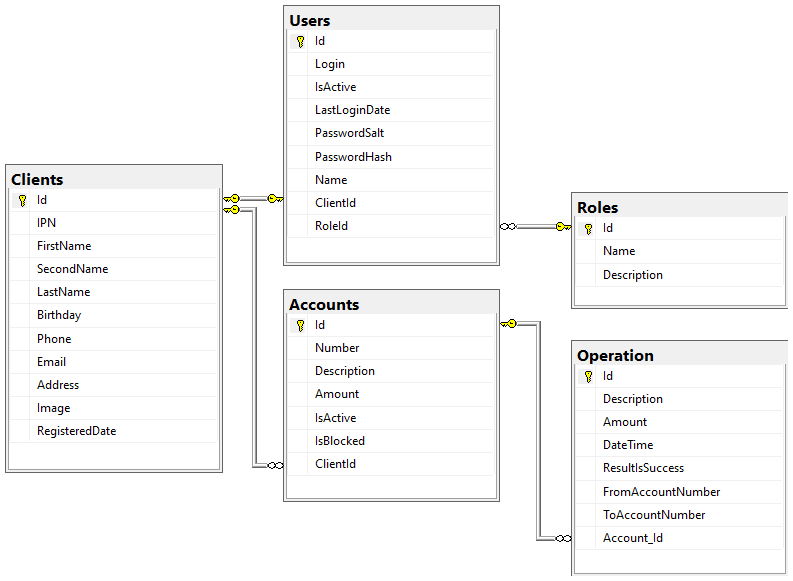 Users
Id
Login
IsActive
LastLoginDate
PasswordSalt
PasswordHash
Name
ClientId
RoleId
Clients
Id
IPN
FirstName
SecondName
LastName
Birthday
Phone
Email
Address
Image
RegisteredDate
Roles
Id
Name
Description
Accounts
Id
Number
Description
Amount
IsActive
IsBlocked
ClientId
Operation
Id
Description
Amount
DateTime
ResultIsSuccess
FromAccountNumber
ToAccountNumber
Account_Id